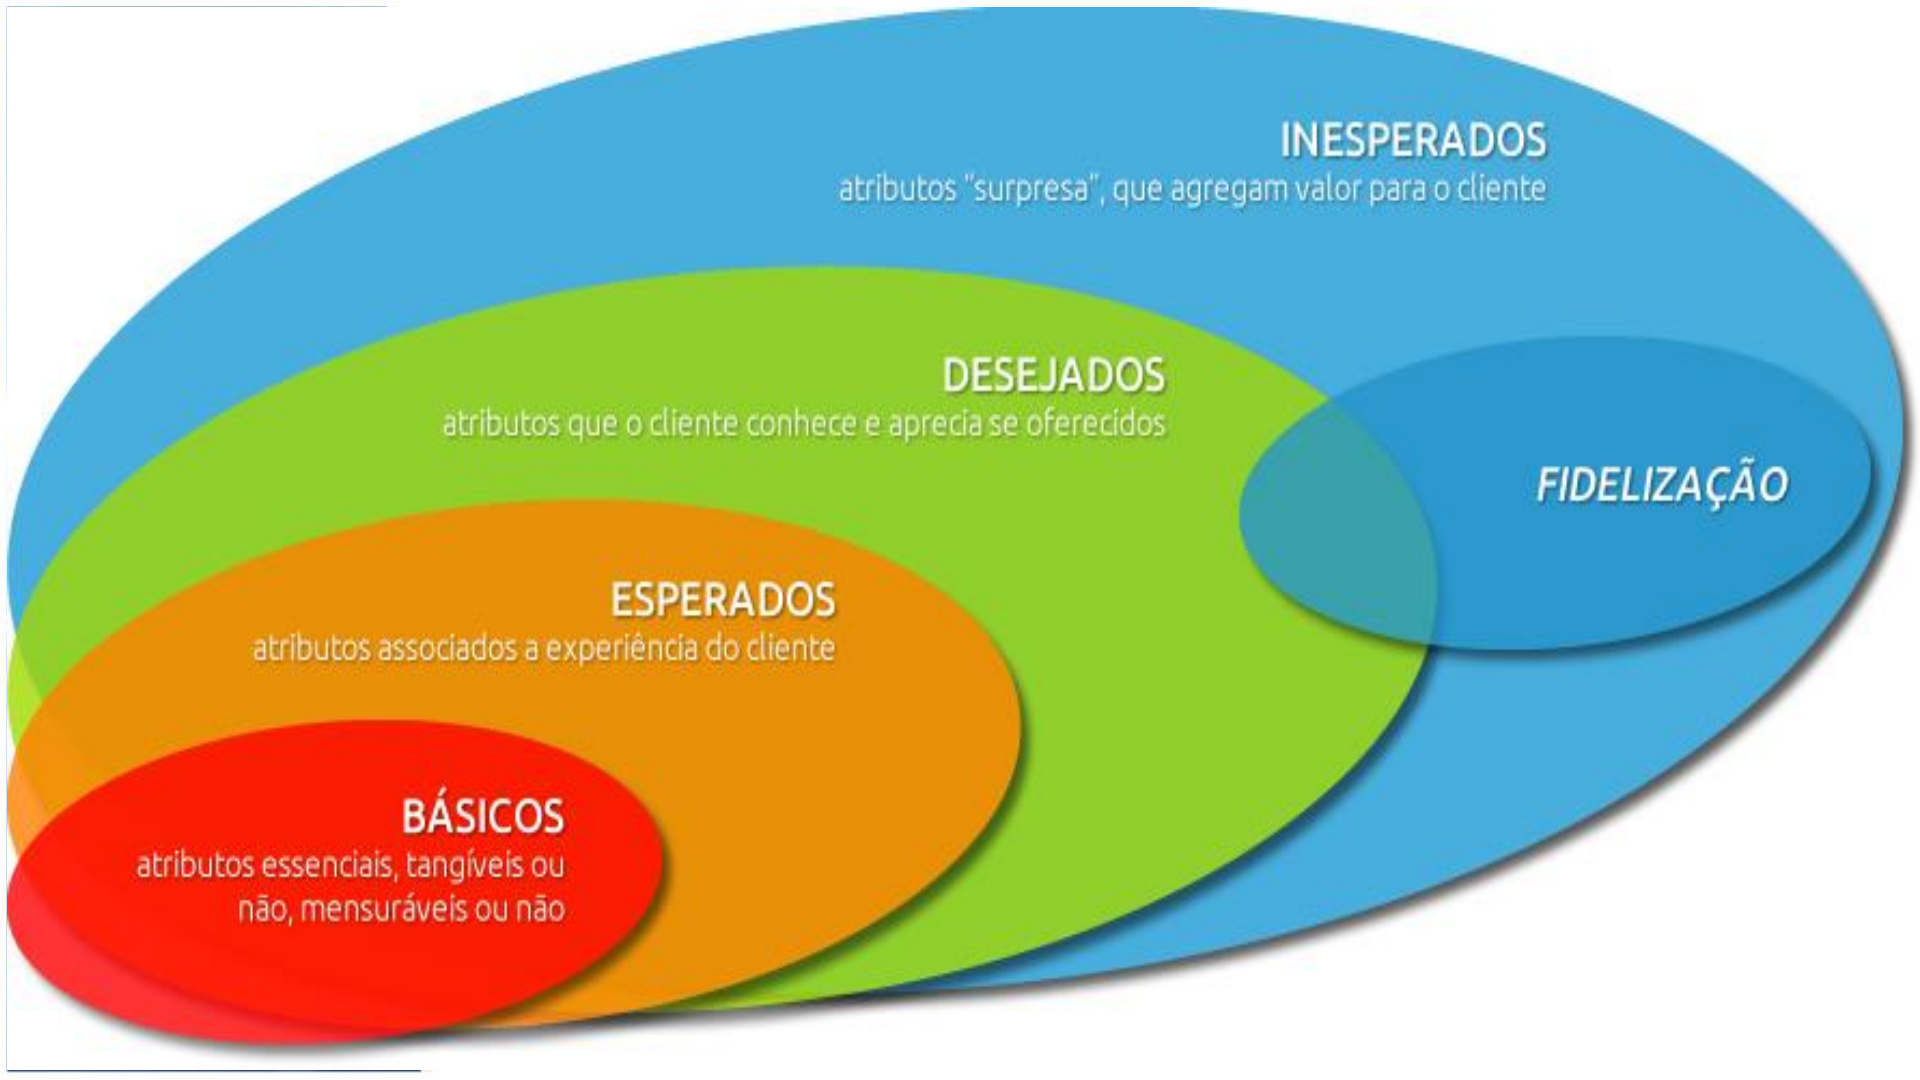 INESPERADOS
atributos "surpresa", que agregam valor para o cliente
DESEJADOS
atributos que o cliente conhece e aprecia se oferecidos
FIDELIZAÇÃO
ESPERADOS
atributos associados a experiência do cliente
BÁSICOS
atributos essenciais, tangíveis ou
não, mensuráveis ou não